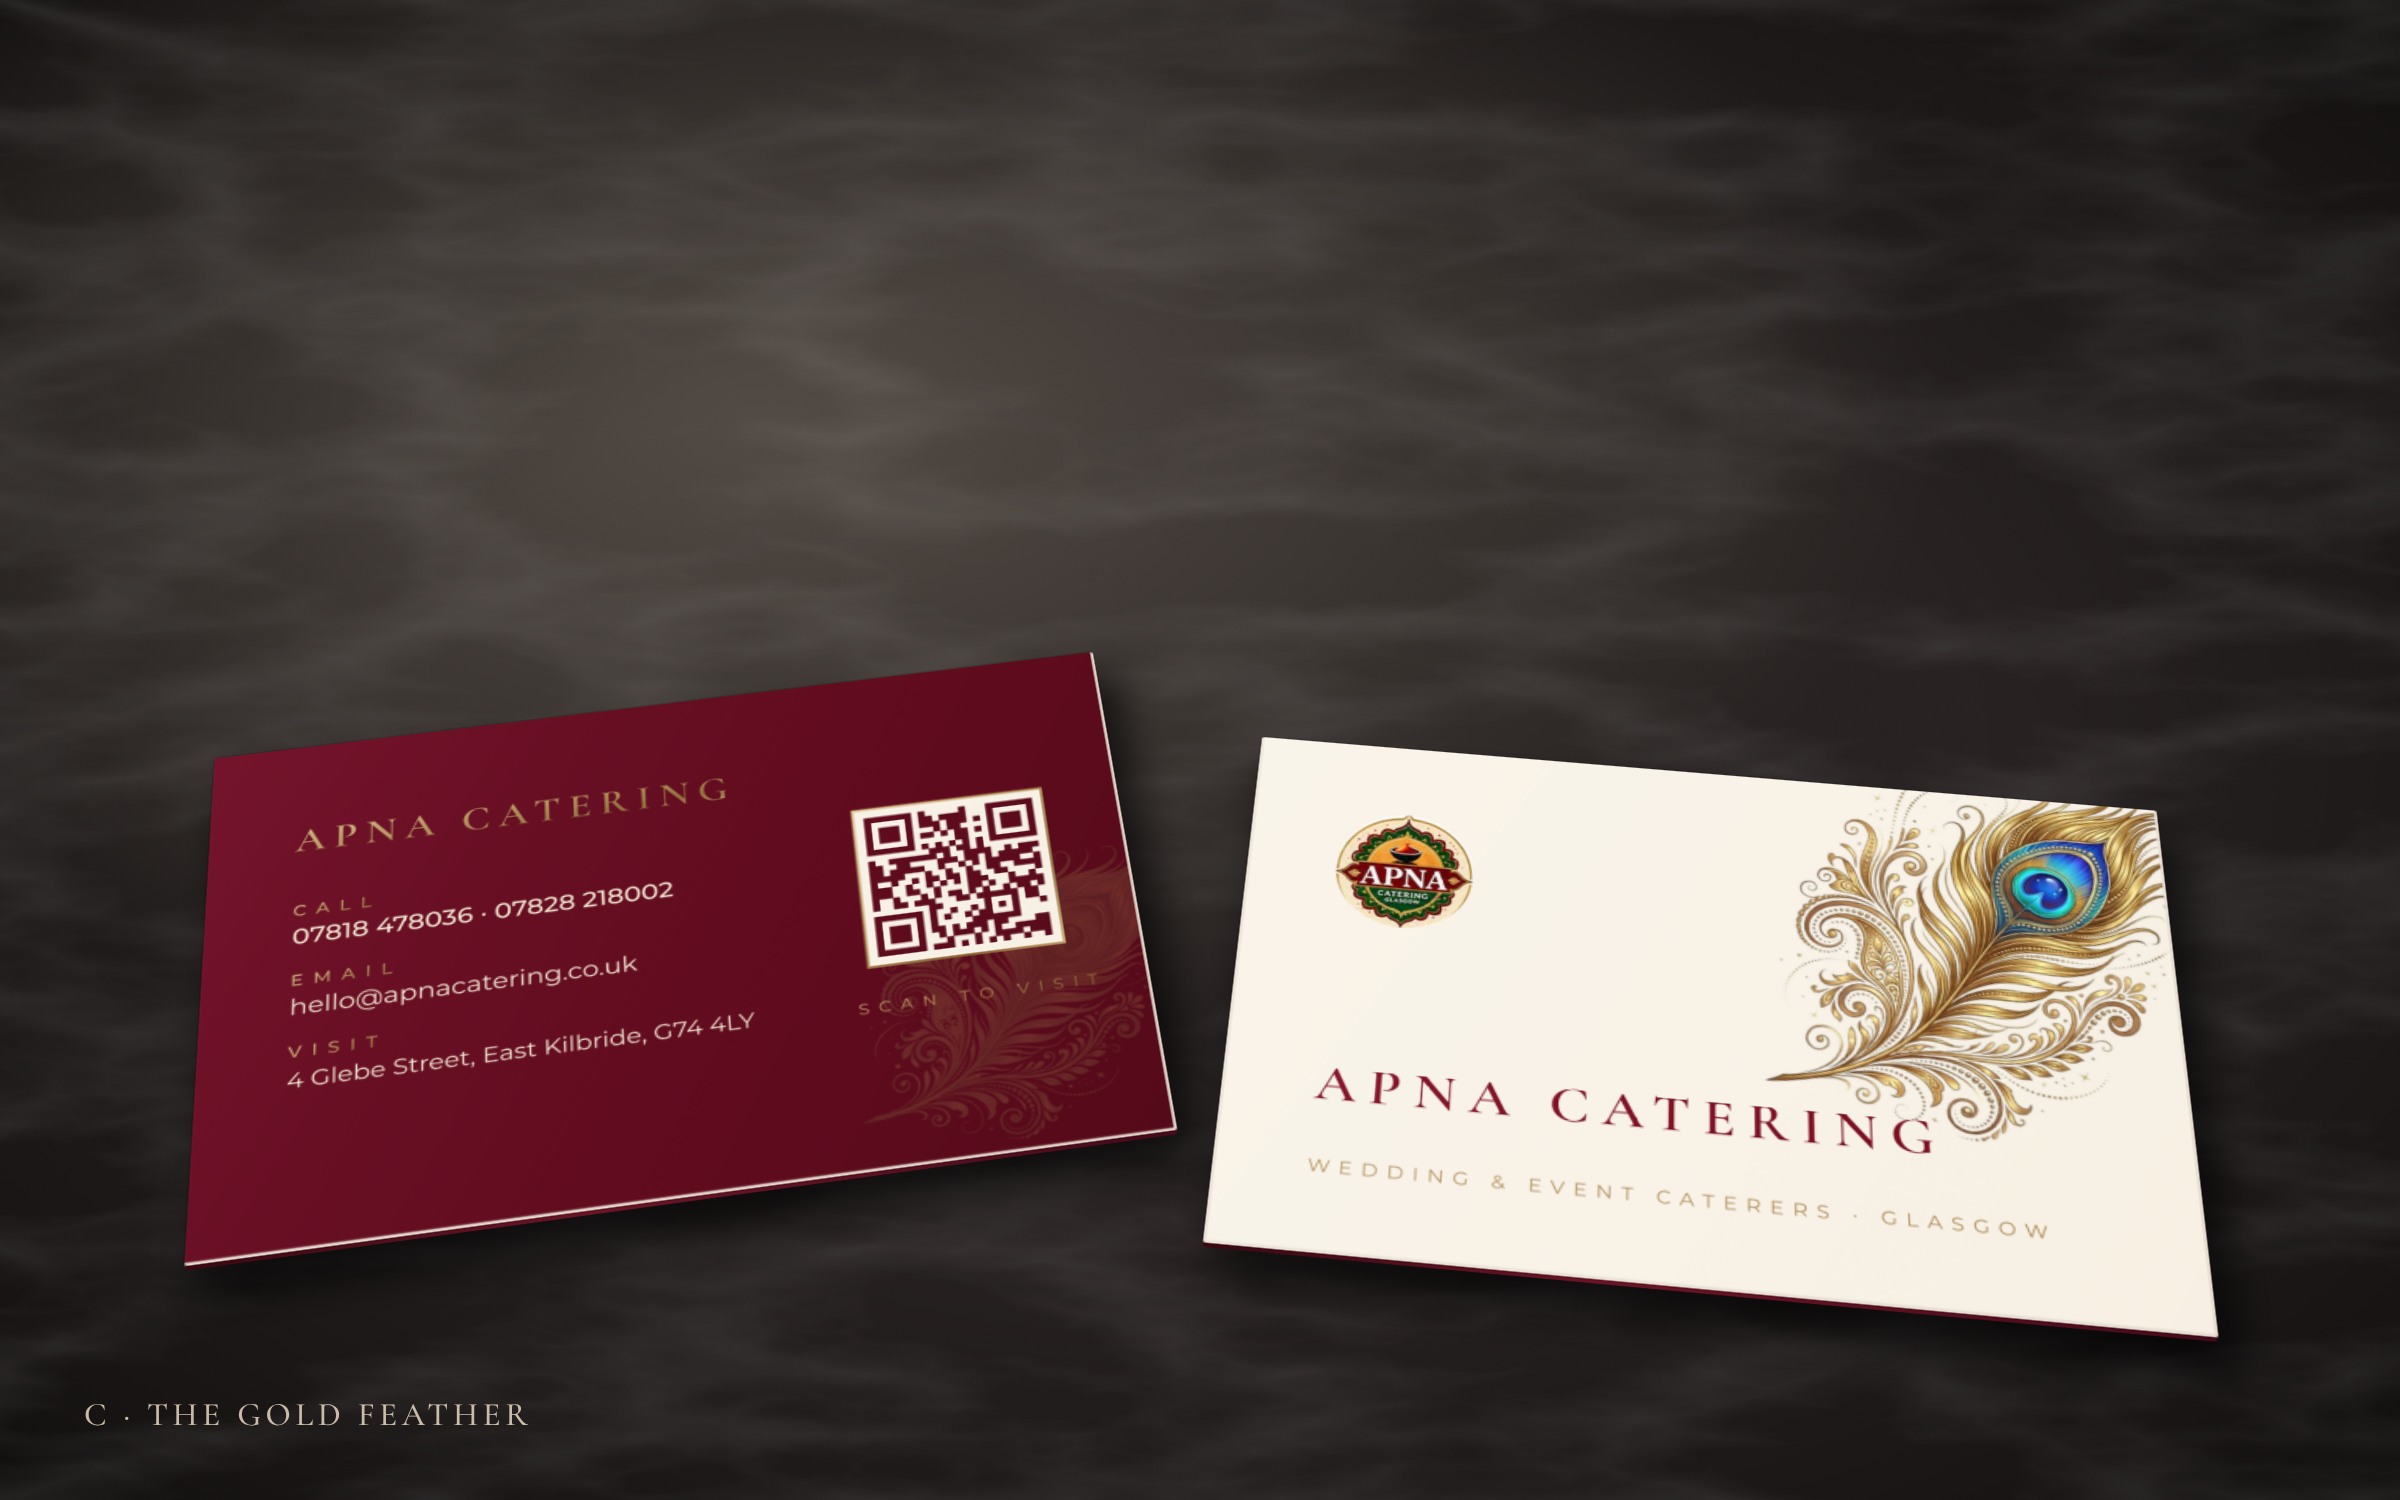 APNA CATERING
CALL
07818 478036 · 07828 218002
EMAIL
hello@apnacatering.co.uk
VISIT
4 Glebe Street, East Kilbride, G74 4LY
SCAN TO VISIT
APNA
CATERING
GLASGOW
APNA CATERING
WEDDING & EVENT CATERERS · GLASGOW
C · THE GOLD FEATHER